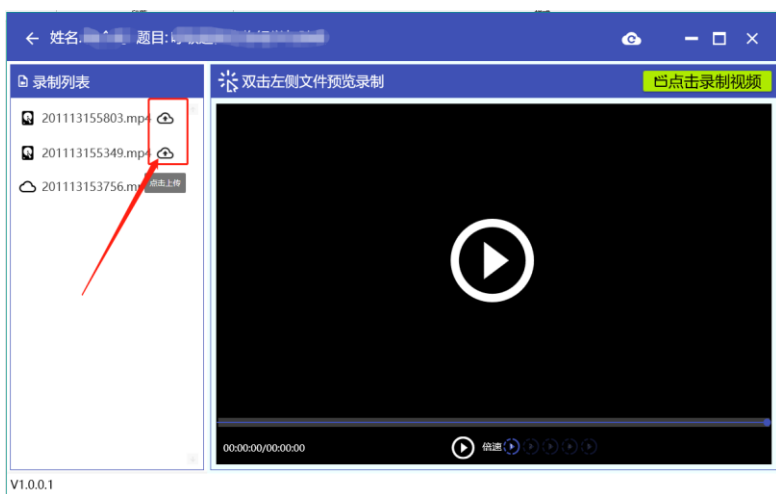 姓名: 题目:
录制列表
双击左侧文件预览录制
点击录制视频
201113155803.mp4
201113155349.mp4
201113153756.m
点击上传
00:00:00/00:00:00
倍速
V1.0.0.1